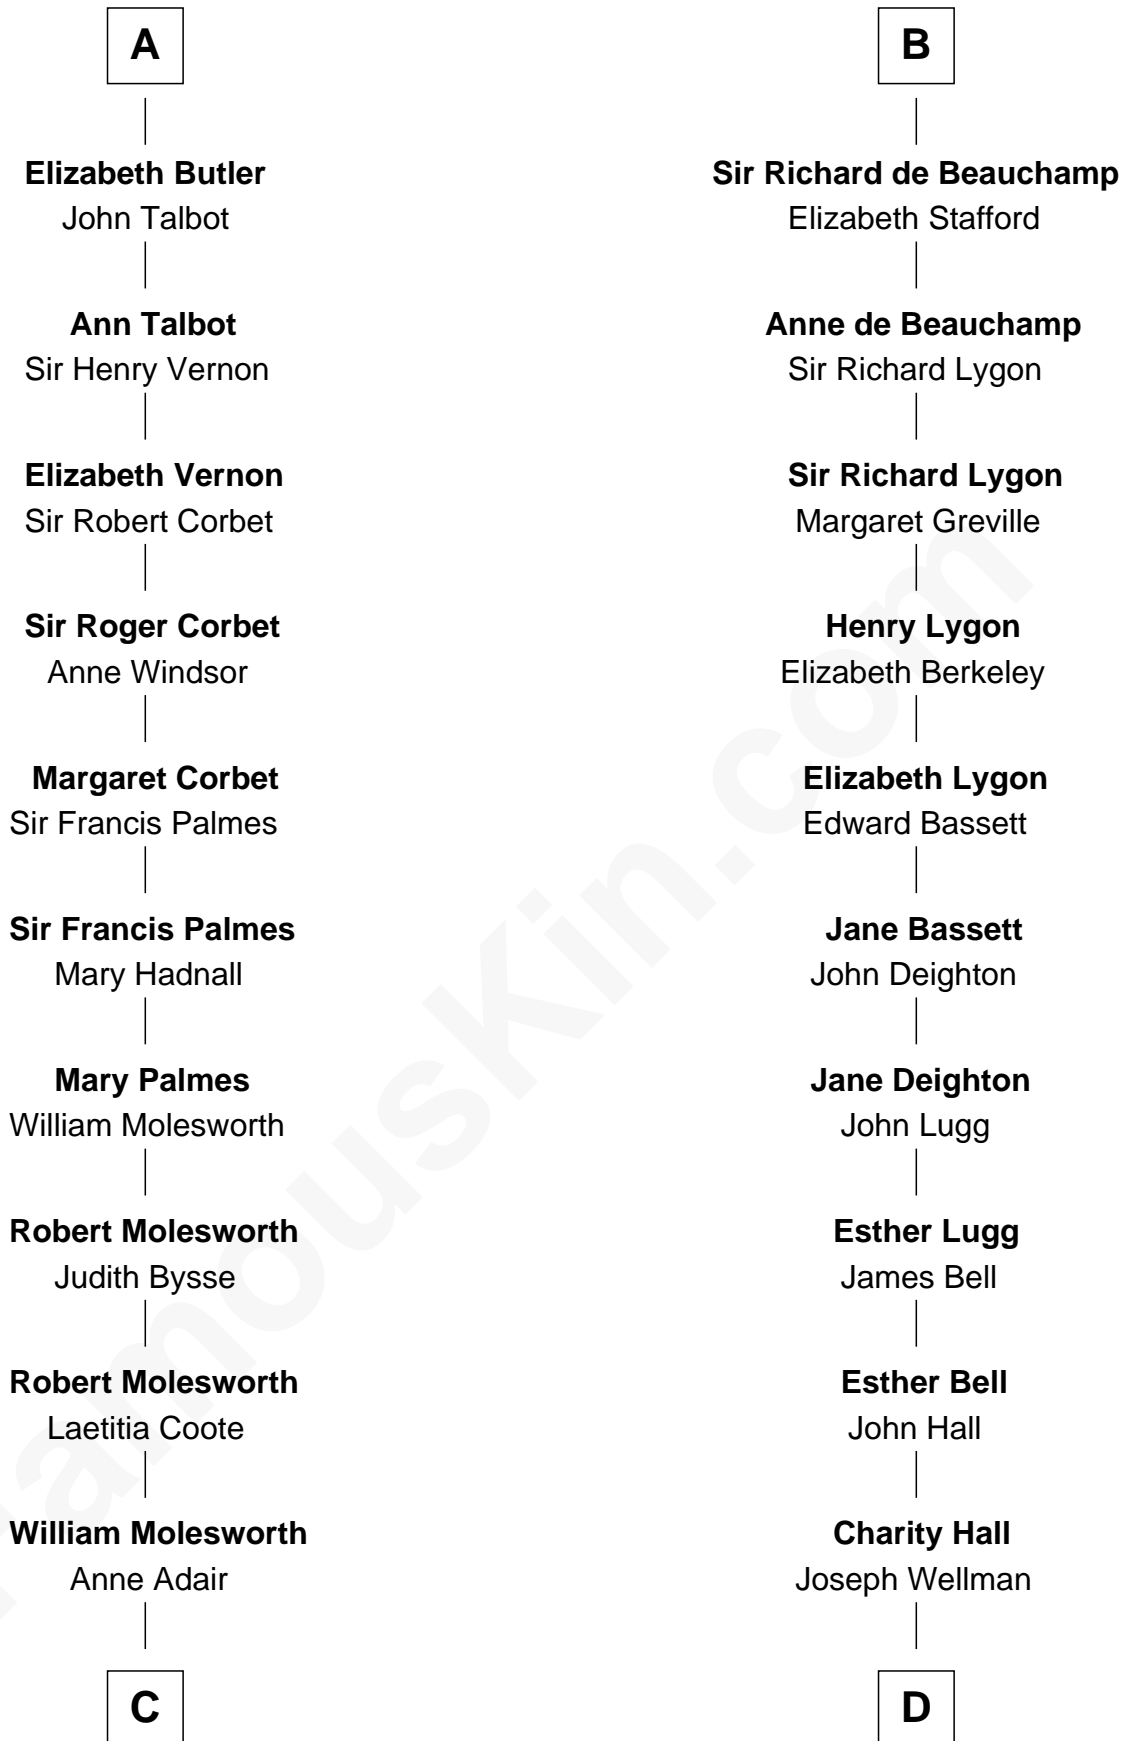 A
Elizabeth Butler
John Talbot
Ann Talbot
Sir Henry Vernon
Elizabeth Vernon
Sir Robert Corbet
Sir Roger Corbet
Anne Windsor
Margaret Corbet
Sir Francis Palmes
Sir Francis Palmes
Mary Hadnall
Mary Palmes
William Molesworth
Robert Molesworth
Judith Bysse
Robert Molesworth
Laetitia Coote
William Molesworth
Anne Adair
C
B
Sir Richard de Beauchamp
Elizabeth Stafford
Anne de Beauchamp
Sir Richard Lygon
Sir Richard Lygon
Margaret Greville
Henry Lygon
Elizabeth Berkeley
Elizabeth Lygon
Edward Bassett
Jane Bassett
John Deighton
Jane Deighton
John Lugg
Esther Lugg
James Bell
Esther Bell
John Hall
Charity Hall
Joseph Wellman
D
FamousKin.com